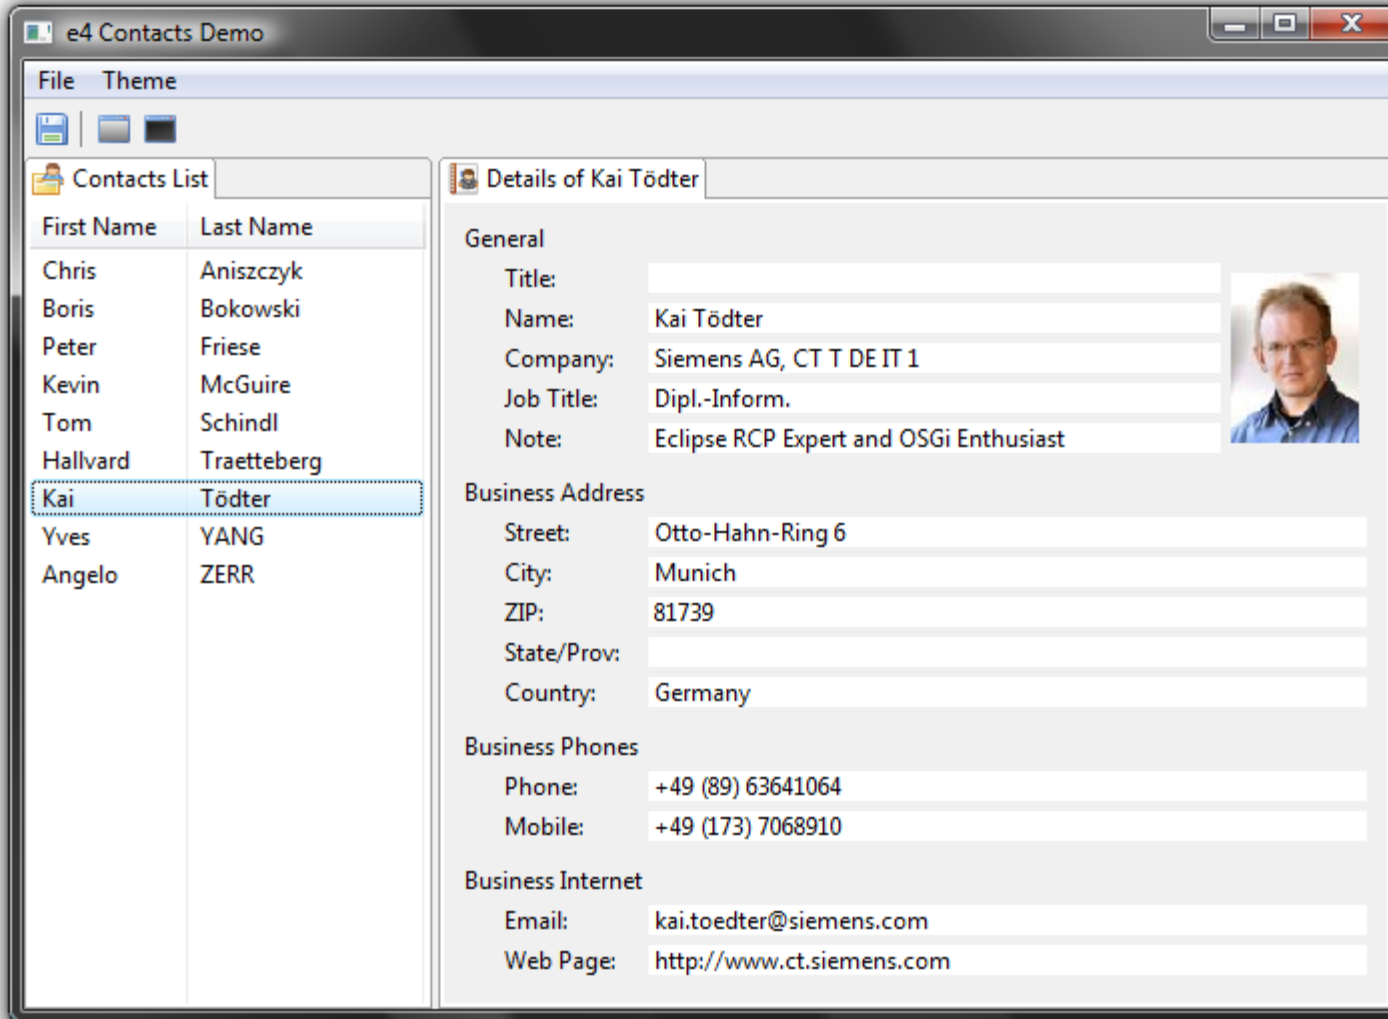 e4 Contacts Demo
File Theme
Contacts List
First Name Last Name
Chris Aniszczyk
Boris Bokowski
Peter Friese
Kevin McGuire
Tom Schindl
Hallvard Traetteberg
Kai Tödter
Yves YANG
Angelo ZERR
Details of Kai Tödter
General
Title:
Name: Kai Tödter
Company: Siemens AG, CT T DE IT 1
Job Title: Dipl.-Inform.
Note: Eclipse RCP Expert and OSGi Enthusiast
Business Address
Street: Otto-Hahn-Ring 6
City: Munich
ZIP: 81739
State/Prov:
Country: Germany
Business Phones
Phone: +49 (89) 63641064
Mobile: +49 (173) 7068910
Business Internet
Email: kai.toedter@siemens.com
Web Page: http://www.ct.siemens.com